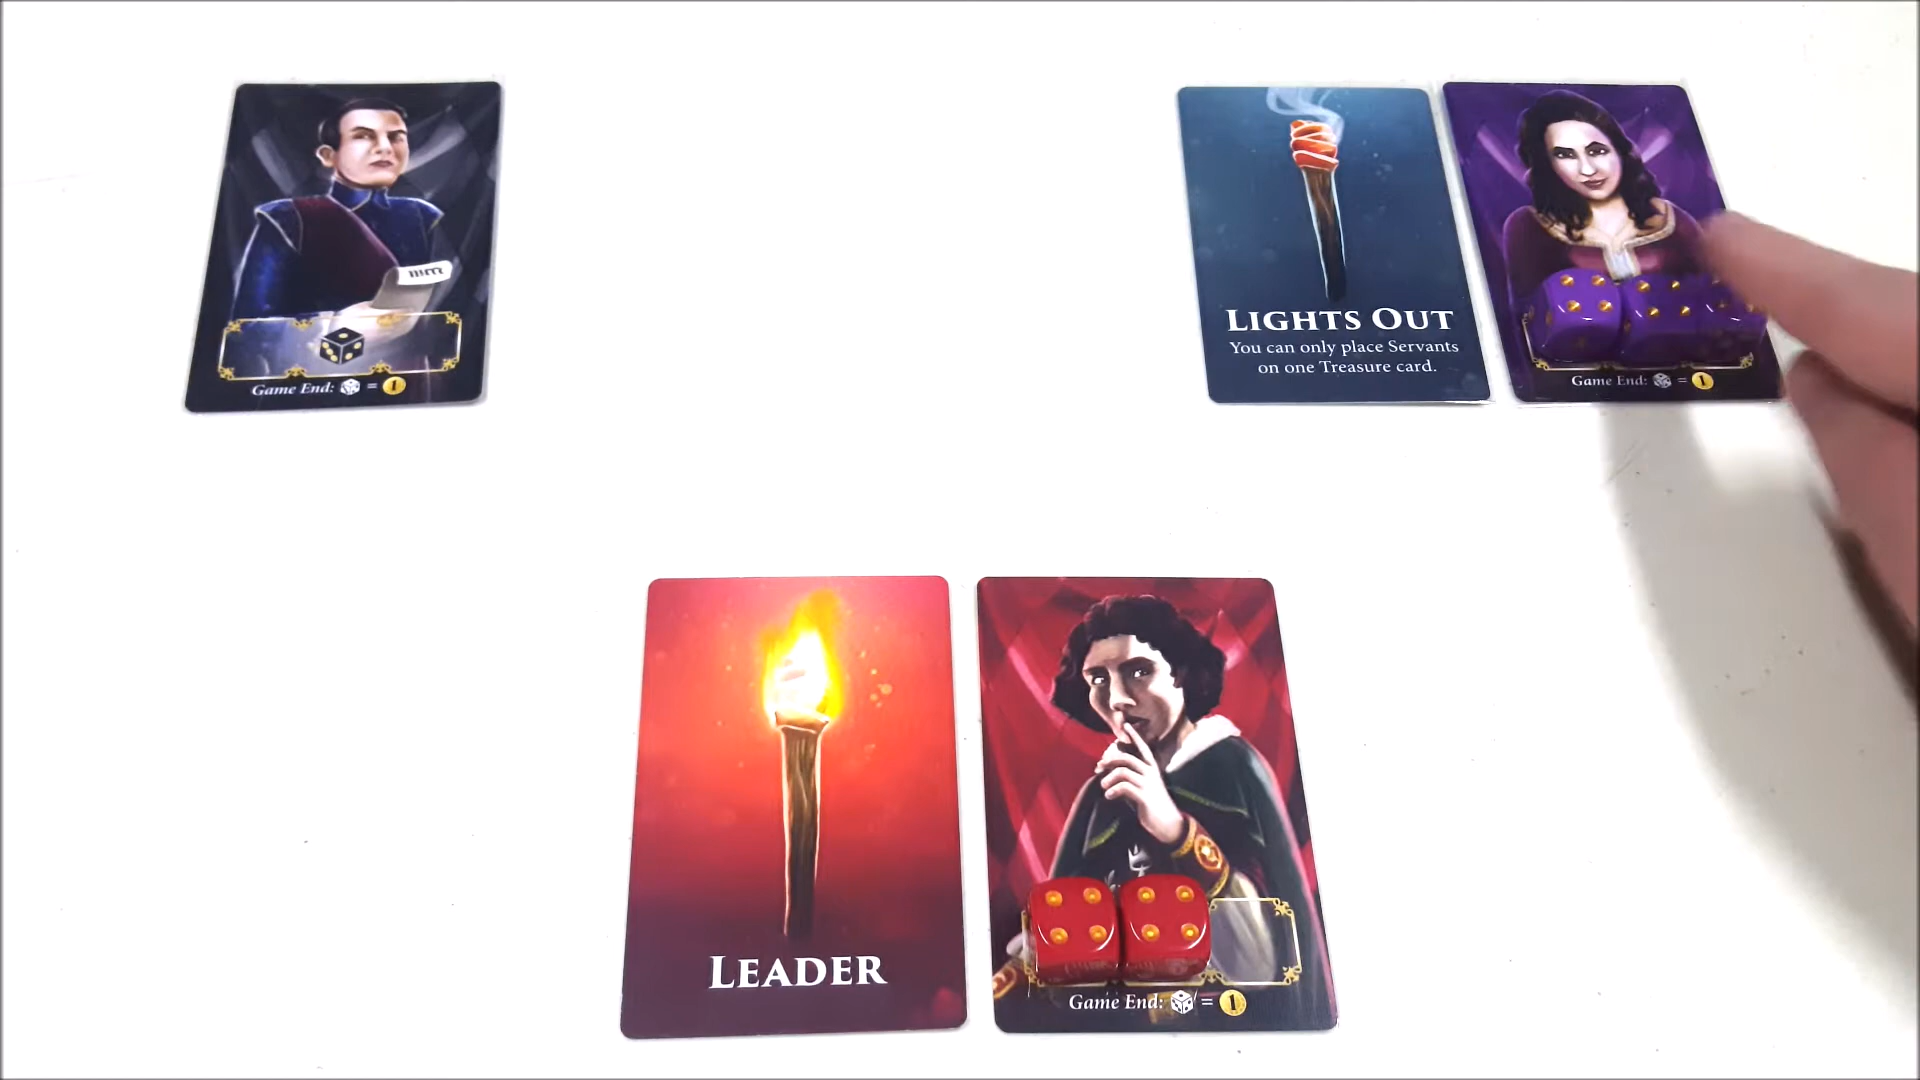 Game End: = 1
LIGHTS OUT
You can only place Servants
on one Treasure card.
Game End: = 1
LEADER
Game End: = 1